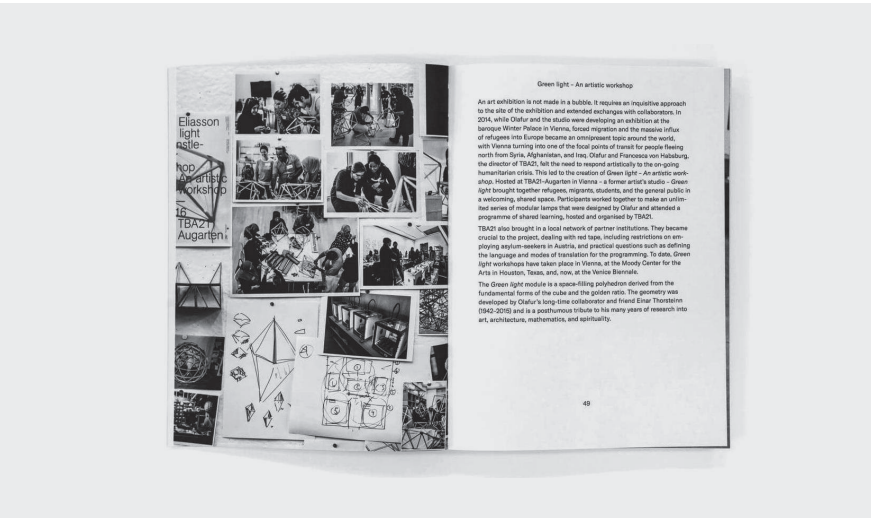 Eliasson
light
nstle-
hop
An artistic
workshop
—
16
TBA21
Augarten
Green light – An artistic workshop
An art exhibition is not made in a bubble. It requires an inquisitive approach
to the site of the exhibition and extended exchanges with collaborators. In
2014, while Olafur and the studio were developing an exhibition at the
baroque Winter Palace in Vienna, forced migration and the massive influx
of refugees into Europe became an omnipresent topic around the world,
with Vienna turning into one of the focal points of transit for people fleeing
north from Syria, Afghanistan, and Iraq. Olafur and Francesca von Habsburg,
the director of TBA21, felt the need to respond artistically to the on-going
humanitarian crisis. This led to the creation of Green light – An artistic work-
shop. Hosted at TBA21–Augarten in Vienna – a former artist's studio – Green
light brought together refugees, migrants, students, and the general public in
a welcoming, shared space. Participants worked together to make an unlim-
ited series of modular lamps that were designed by Olafur and attended a
programme of shared learning, hosted and organised by TBA21.
TBA21 also brought in a local network of partner institutions. They became
crucial to the project, dealing with red tape, including restrictions on em-
ploying asylum-seekers in Austria, and practical questions such as defining
the language and modes of translation for the programming. To date, Green
light workshops have taken place in Vienna, at the Moody Center for the
Arts in Houston, Texas, and, now, at the Venice Biennale.
The Green light module is a space-filling polyhedron derived from the
fundamental forms of the cube and the golden ratio. The geometry was
developed by Olafur's long-time collaborator and friend Einar Thorsteinn
(1942–2015) and is a posthumous tribute to his many years of research into
art, architecture, mathematics, and spirituality.
49